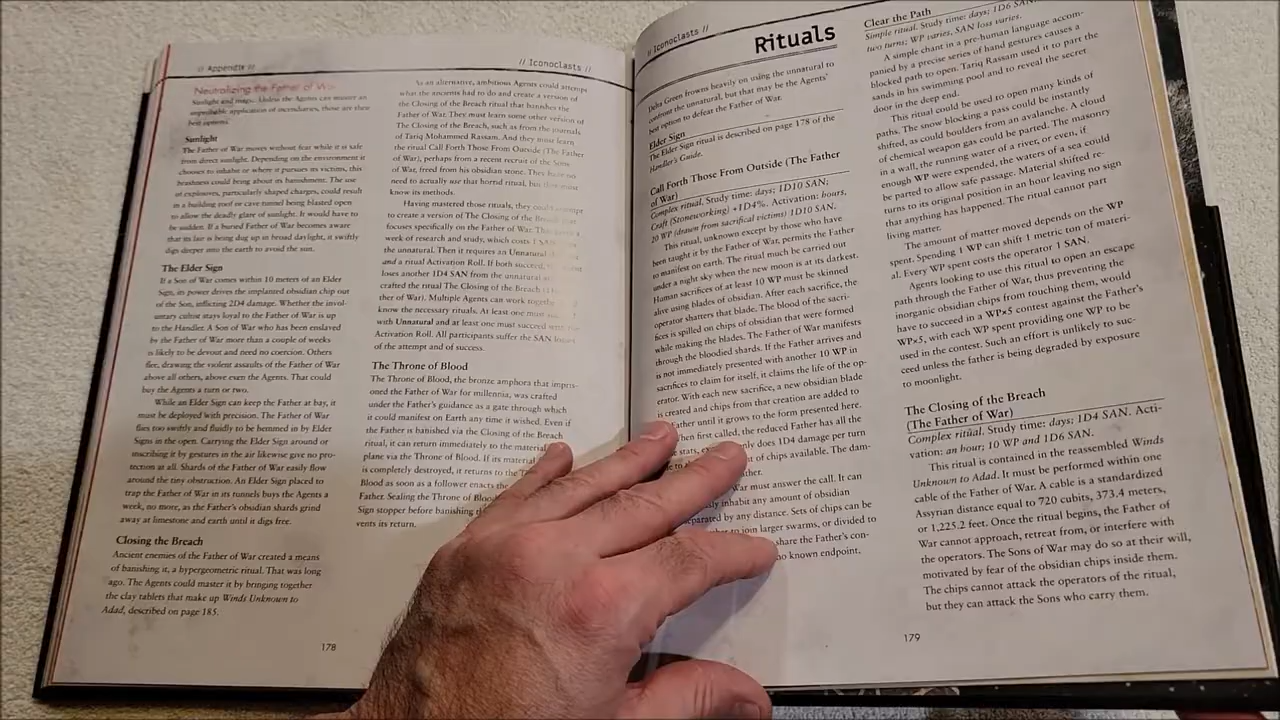 // Appendix //
// Iconoclasts //
Neutralizing the Father of War
Sunlight and magic. Unless the Agents can muster an
improbable application of incendiaries, those are their
best options.
Sunlight
The Father of War moves without fear while it is safe
from direct sunlight. Depending on the environment it
chooses to inhabit or where it pursues its victims, this
brashness could bring about its banishment. The use
of explosives, particularly shaped charges, could result
in a building roof or cave tunnel being blasted open
to allow the deadly glare of sunlight. It would have to
be sudden. If a buried Father of War becomes aware
that its lair is being dug up in broad daylight, it swiftly
digs deeper into the earth to avoid the sun.
The Elder Sign
If a Son of War comes within 10 meters of an Elder
Sign, its power drives the implanted obsidian chip out
of the Son, inflicting 2D4 damage. Whether the invol-
untary cultist stays loyal to the Father of War is up
to the Handler. A Son of War who has been enslaved
by the Father of War more than a couple of weeks
is likely to be devout and need no coercion. Others
flee, drawing the violent assaults of the Father of War
above all others, above even the Agents. That could
buy the Agents a turn or two.
While an Elder Sign can keep the Father at bay, it
must be deployed with precision. The Father of War
flies too swiftly and fluidly to be hemmed in by Elder
Signs in the open. Carrying the Elder Sign around or
inscribing it by gestures in the air likewise give no pro-
tection at all. Shards of the Father of War easily flow
around the tiny obstruction. An Elder Sign placed to
trap the Father of War in its tunnels buys the Agents a
week, no more, as the Father's obsidian shards grind
away at limestone and earth until it digs free.
Closing the Breach
Ancient enemies of the Father of War created a means
of banishing it, a hypergeometric ritual. That was long
ago. The Agents could master it by bringing together
the clay tablets that make up Winds Unknown to
Adad, described on page 185.
As an alternative, ambitious Agents could attempt
what the ancients had to do and create a version of
the Closing of the Breach ritual that banishes the
Father of War. They must learn some other version of
The Closing of the Breach, such as from the journals
of Tariq Mohammed Rassam. And they must learn
the ritual Call Forth Those From Outside (The Father
of War), perhaps from a recent recruit of the Sons
of War, freed from his obsidian stone. They have no
need to actually use that horrid ritual, but they must
know its methods.
Having mastered those rituals, they could attempt
to create a version of The Closing of the Breach that
focuses specifically on the Father of War. That takes a
week of research and study, which costs 1 SAN
the unnatural. Then it requires an Unnatural
and a ritual Activation Roll. If both succeed,
loses another 1D4 SAN from the unnatural
crafted the ritual The Closing of the Breach (The
ther of War). Multiple Agents can work together
know the necessary rituals. At least one must
with Unnatural and at least one must succeed with the
Activation Roll. All participants suffer the SAN losses
of the attempt and of success.
The Throne of Blood
The Throne of Blood, the bronze amphora that impris-
oned the Father of War for millennia, was crafted
under the Father's guidance as a gate through which
it could manifest on Earth any time it wished. Even if
the Father is banished via the Closing of the Breach
ritual, it can return immediately to the material
plane via the Throne of Blood. If its material
is completely destroyed, it returns to the
Blood as soon as a follower enacts the
Father. Sealing the Throne of Blood
Sign stopper before banishing
vents its return.
178
// Iconoclasts //
Rituals
Delta Green frowns heavily on using the unnatural to
confront the unnatural, but that may be the Agents'
best option to defeat the Father of War.
Elder Sign
The Elder Sign ritual is described on page 178 of the
Handler's Guide.
Call Forth Those From Outside (The Father
of War)
Complex ritual. Study time: days; 1D10 SAN;
Craft (Stoneworking) +1D4%. Activation: hours,
20 WP (drawn from sacrifical victims) 1D10 SAN.
This ritual, unknown except by those who have
been taught it by the Father of War, permits the Father
to manifest on earth. The ritual much be carried out
under a night sky when the new moon is at its darkest.
Human sacrifices of at least 10 WP must be skinned
alive using blades of obsidian. After each sacrifice, the
operator shatters that blade. The blood of the sacri-
fices is spilled on chips of obsidian that were formed
while making the blades. The Father of War manifests
through the bloodied shards. If the Father arrives and
is not immediately presented with another 10 WP in
sacrifices to claim for itself, it claims the life of the op-
erator. With each new sacrifice, a new obsidian blade
is created and chips from that creation are added to
Father until it grows to the form presented here.
hen first called, the reduced Father has all the
stats, only does 1D4 damage per turn
of chips available. The dam-
ather.
War must answer the call. It can
inhabit any amount of obsidian
separated by any distance. Sets of chips can be
to join larger swarms, or divided to
share the Father's con-
no known endpoint.
Clear the Path
Simple ritual. Study time: days; 1D6 SAN.
two turns; WP varies, SAN loss varies.
A simple chant in a pre-human language accom-
panied by a precise series of hand gestures causes a
blocked path to open. Tariq Rassam used it to part the
sands in his swimming pool and to reveal the secret
door in the deep end.
This ritual could be used to open many kinds of
paths. The snow blocking a pass could be instantly
shifted, as could boulders from an avalanche. A cloud
of chemical weapon gas could be parted. The masonry
in a wall, the running water of a river, or even, if
enough WP were expended, the waters of a sea could
be parted to allow safe passage. Material shifted re-
turns to its original position in an hour leaving no sign
that anything has happened. The ritual cannot part
living matter.
The amount of matter moved depends on the WP
spent. Spending 1 WP can shift 1 metric ton of materi-
al. Every WP spent costs the operator 1 SAN.
Agents looking to use this ritual to open an escape
path through the Father of War, thus preventing the
inorganic obsidian chips from touching them, would
have to succeed in a WP×5 contest against the Father's
WP×5, with each WP spent providing one WP to be
used in the contest. Such an effort is unlikely to suc-
ceed unless the father is being degraded by exposure
to moonlight.
The Closing of the Breach
(The Father of War)
Complex ritual. Study time: days; 1D4 SAN. Acti-
vation: an hour; 10 WP and 1D6 SAN.
This ritual is contained in the reassembled Winds
Unknown to Adad. It must be performed within one
cable of the Father of War. A cable is a standardized
Assyrian distance equal to 720 cubits, 373.4 meters,
or 1,225.2 feet. Once the ritual begins, the Father of
War cannot approach, retreat from, or interfere with
the operators. The Sons of War may do so at their will,
motivated by fear of the obsidian chips inside them.
The chips cannot attack the operators of the ritual,
but they can attack the Sons who carry them.
179